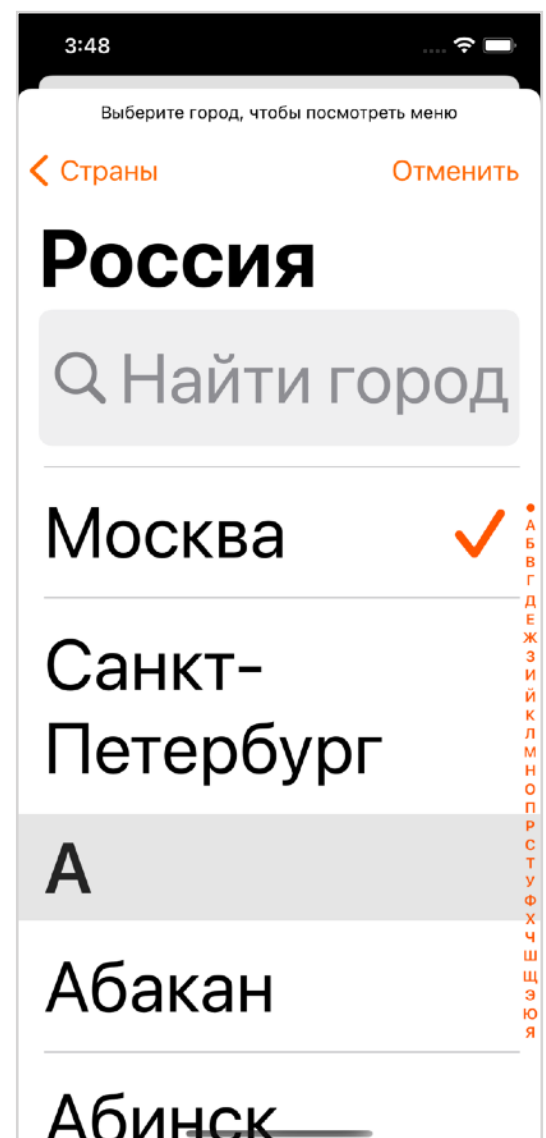 3:48
Выберите город, чтобы посмотреть меню
Страны
Отменить
Россия
Найти город
Москва
Санкт-
Петербург
А
Абакан
Абинск
А
Б
В
Г
Д
Е
Ж
З
И
Й
К
Л
М
Н
О
П
Р
С
Т
У
Ф
Х
Ч
Ш
Щ
Э
Ю
Я